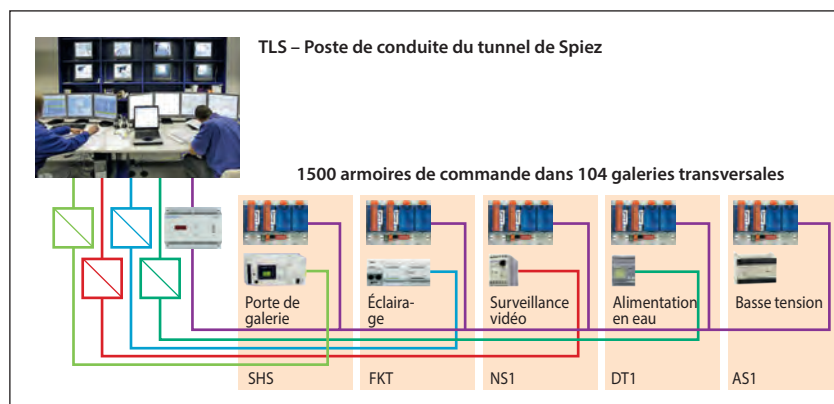 TLS – Poste de conduite du tunnel de Spiez
1500 armoires de commande dans 104 galeries transversales
Porte de
galerie
Éclaira-
ge
Surveillance
vidéo
Alimentation
en eau
Basse tension
SHS
FKT
NS1
DT1
AS1